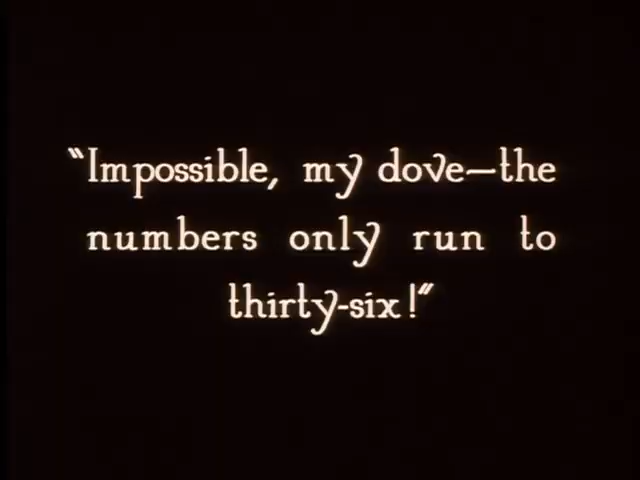 "Impossible, my dove—the
numbers only run to
thirty-six!"